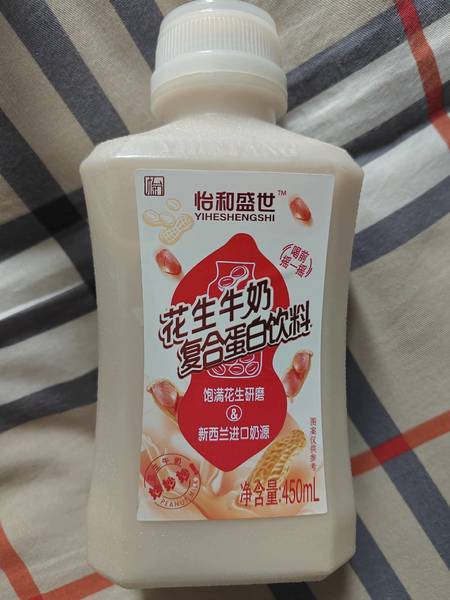 怡和盛世™
YIHESHENGSHI
喝前
摇一摇
花生牛奶
复合蛋白饮料
饱满花生研磨
&
新西兰进口奶源
图案仅供参考
净含量:450mL